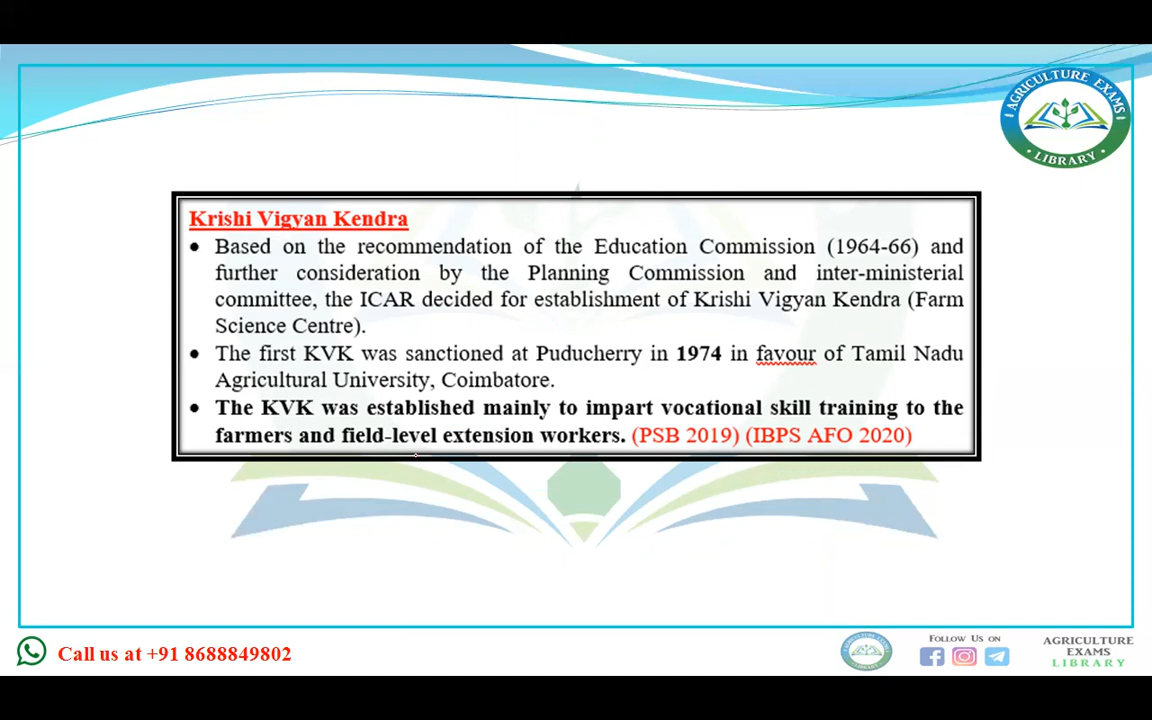 AGRICULTURE EXAMS
LIBRARY
Krishi Vigyan Kendra
• Based on the recommendation of the Education Commission (1964-66) and
further consideration by the Planning Commission and inter-ministerial
committee, the ICAR decided for establishment of Krishi Vigyan Kendra (Farm
Science Centre).
• The first KVK was sanctioned at Puducherry in 1974 in favour of Tamil Nadu
Agricultural University, Coimbatore.
• The KVK was established mainly to impart vocational skill training to the
farmers and field-level extension workers. (PSB 2019) (IBPS AFO 2020)
Call us at +91 8688849802
FOLLOW US ON
AGRICULTURE
EXAMS
LIBRARY